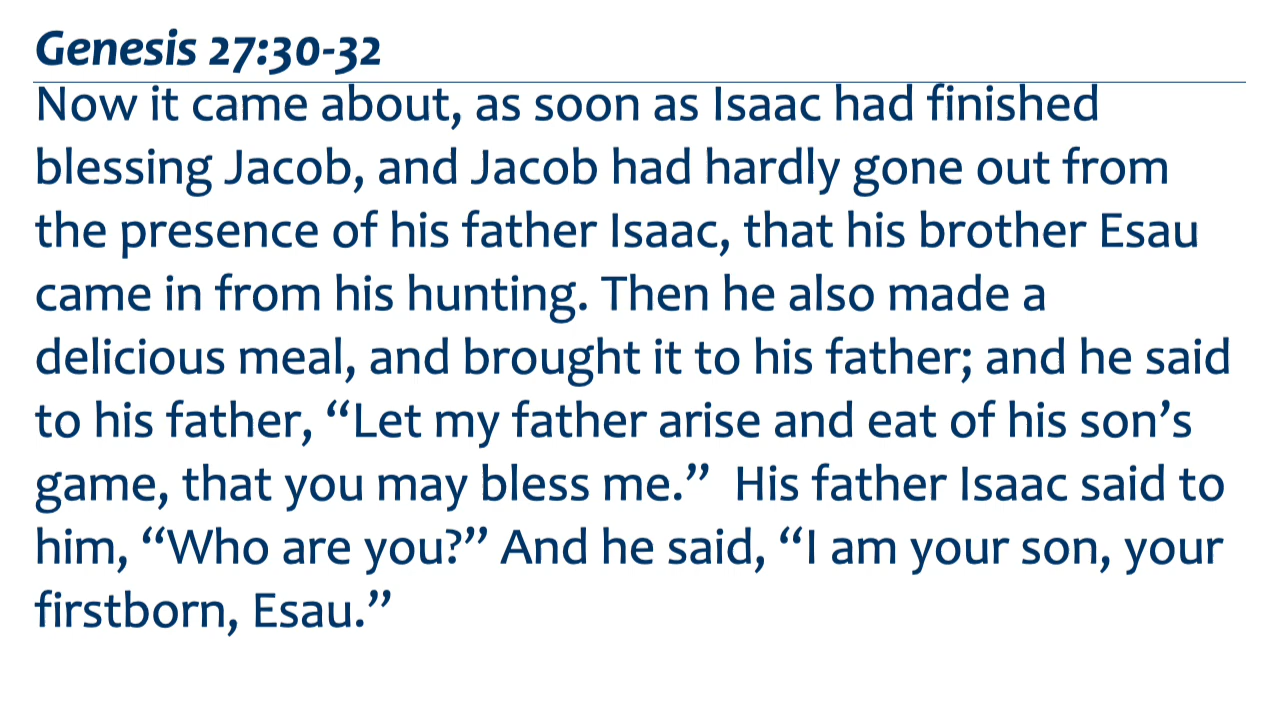 Genesis 27:30-32
Now it came about, as soon as Isaac had finished
blessing Jacob, and Jacob had hardly gone out from
the presence of his father Isaac, that his brother Esau
came in from his hunting. Then he also made a
delicious meal, and brought it to his father; and he said
to his father, “Let my father arise and eat of his son’s
game, that you may bless me.”  His father Isaac said to
him, “Who are you?” And he said, “I am your son, your
firstborn, Esau.”